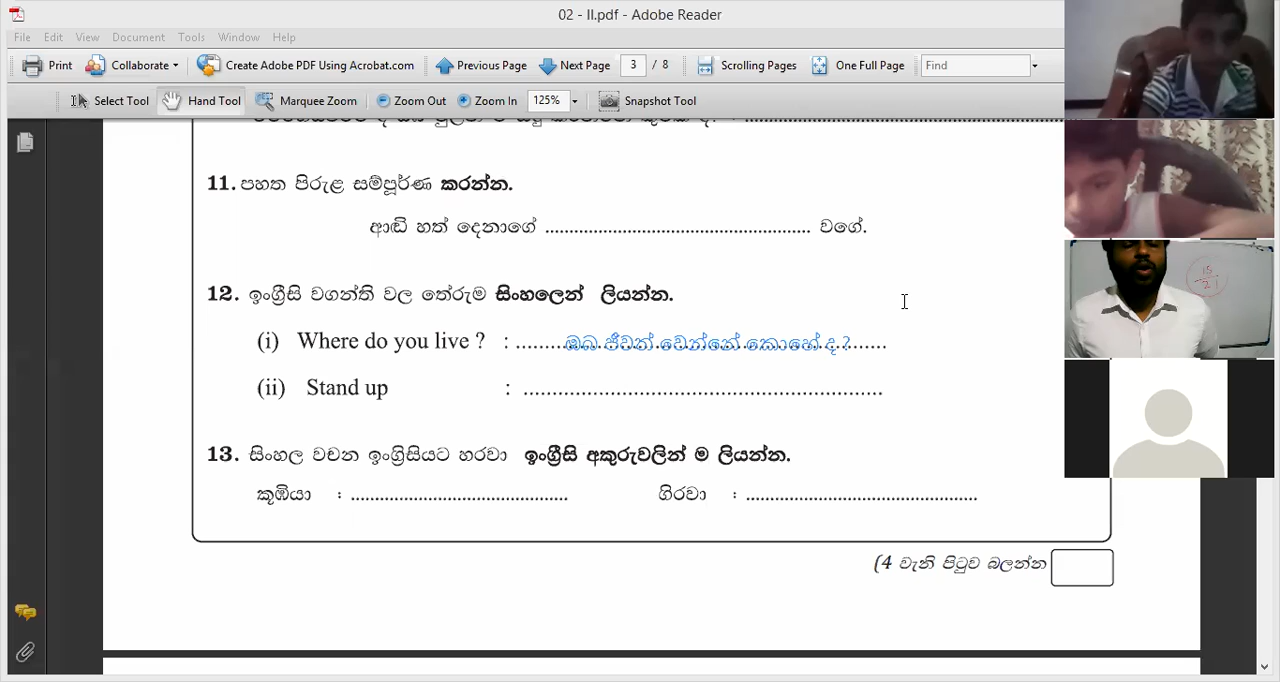 02 - II.pdf - Adobe Reader
File Edit View Document Tools Window Help
Print Collaborate Create Adobe PDF Using Acrobat.com Previous Page Next Page 3 / 8 Scrolling Pages One Full Page Find
Select Tool Hand Tool Marquee Zoom Zoom Out Zoom In 125% Snapshot Tool
11. පහත පිරුළ සම්පූර්ණ කරන්න.
ආඬි හත් දෙනාගේ ........................................................ වගේ.
12. ඉංග්‍රීසි වගන්ති වල තේරුම සිංහලෙන් ලියන්න.
(i) Where do you live ? : ඔබ ජීවත් වෙන්නේ කොහේ ද ?
(ii) Stand up : ..............................................................
13. සිංහල වචන ඉංග්‍රිසියට හරවා ඉංග්‍රීසි අකුරුවලින් ම ලියන්න.
කූඹියා : ............................................. ගිරවා : ................................................
(4 වැනි පිටුව බලන්න
15
21